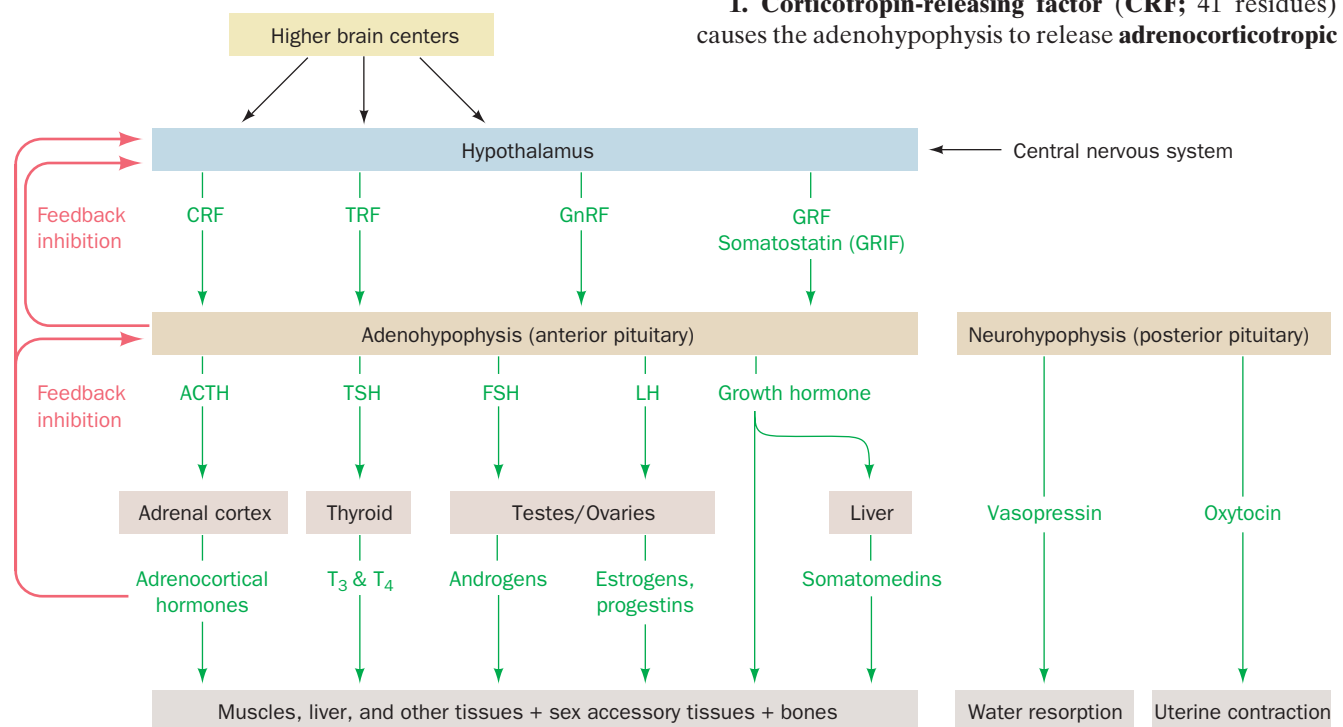 1. Corticotropin-releasing factor (CRF; 41 residues)
causes the adenohypophysis to release adrenocorticotropic
Higher brain centers
Hypothalamus
Central nervous system
Feedback
inhibition
CRF
TRF
GnRF
GRF
Somatostatin (GRIF)
Adenohypophysis (anterior pituitary)
Neurohypophysis (posterior pituitary)
Feedback
inhibition
ACTH
TSH
FSH
LH
Growth hormone
Adrenal cortex
Thyroid
Testes/Ovaries
Liver
Vasopressin
Oxytocin
Adrenocortical
hormones
T3 & T4
Androgens
Estrogens,
progestins
Somatomedins
Muscles, liver, and other tissues + sex accessory tissues + bones
Water resorption
Uterine contraction